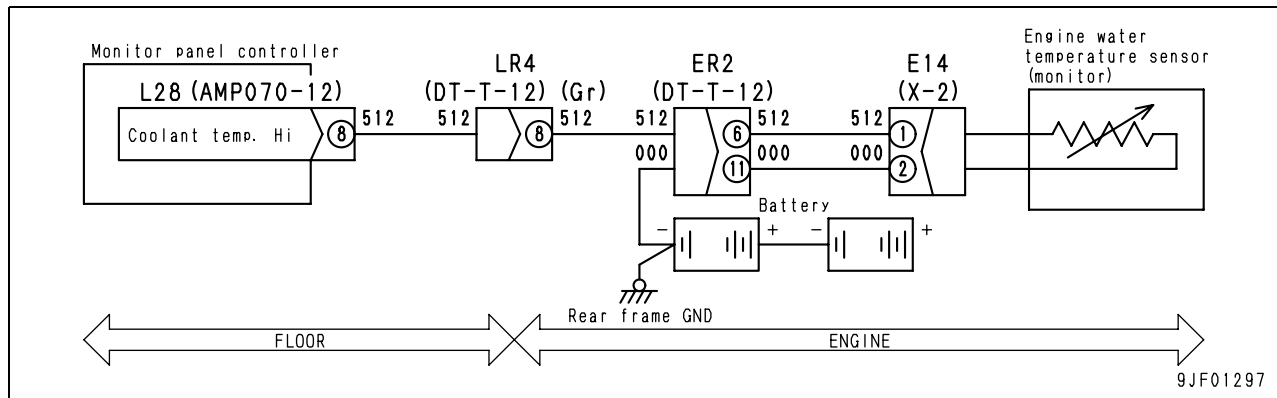 Monitor panel controller
L28 (AMP070-12)
Coolant temp. Hi
8
512
LR4
(DT-T-12) (Gr)
512
8
512
ER2
(DT-T-12)
512
6
512
000
11
000
E14
(X-2)
512
1
000
2
Engine water
temperature sensor
(monitor)
Battery
- + - +
Rear frame GND
FLOOR
ENGINE
9JF01297